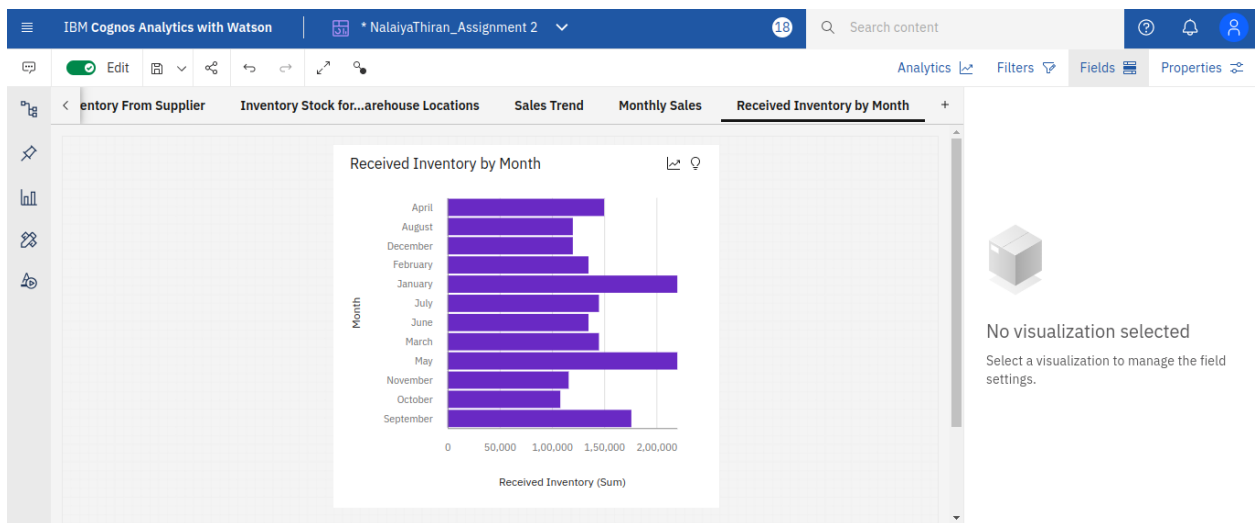 IBM Cognos Analytics with Watson
* NalaiyaThiran_Assignment 2
18
Search content
Edit
Analytics
Filters
Fields
Properties
entory From Supplier
Inventory Stock for...arehouse Locations
Sales Trend
Monthly Sales
Received Inventory by Month
+
Received Inventory by Month
April
August
December
February
January
July
June
March
May
November
October
September
Month
0 50,000 1,00,000 1,50,000 2,00,000
Received Inventory (Sum)
No visualization selected
Select a visualization to manage the field
settings.